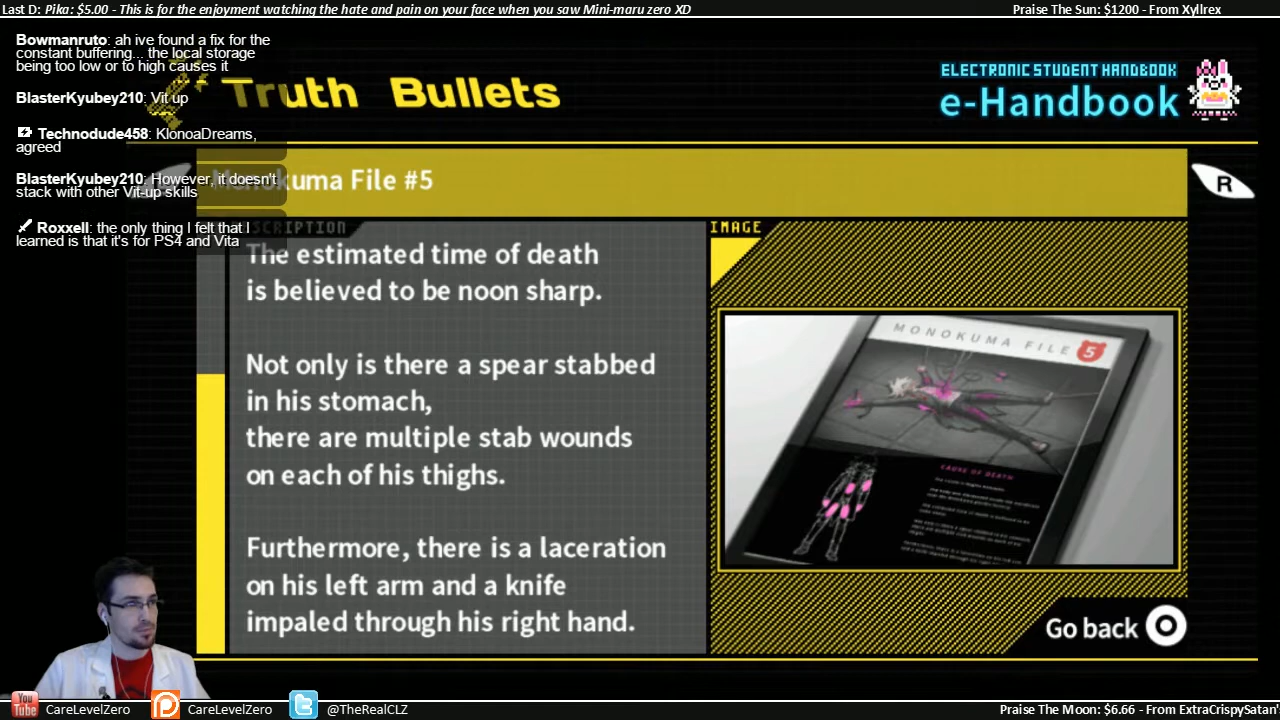 Last D: Pika: $5.00 - This is for the enjoyment watching the hate and pain on your face when you saw Mini-maru zero XD
Praise The Sun: $1200 - From Xyllrex
Bowmanruto: ah ive found a fix for the
constant buffering... the local storage
being too low or to high causes it
BlasterKyubey210: Vit up
Technodude458: KlonoaDreams,
agreed
BlasterKyubey210: However, it doesn't
stack with other Vit-up skills
Roxxell: the only thing I felt that I
learned is that it's for PS4 and Vita
Truth Bullets
ELECTRONIC STUDENT HANDBOOK
e-Handbook
Monokuma File #5
R
DESCRIPTION
The estimated time of death
is believed to be noon sharp.
Not only is there a spear stabbed
in his stomach,
there are multiple stab wounds
on each of his thighs.
Furthermore, there is a laceration
on his left arm and a knife
impaled through his right hand.
IMAGE
MONOKUMA FILE 5
CAUSE OF DEATH
Go back
You
Tube
CareLevelZero
CareLevelZero
@TheRealCLZ
Praise The Moon: $6.66 - From ExtraCrispySatan'